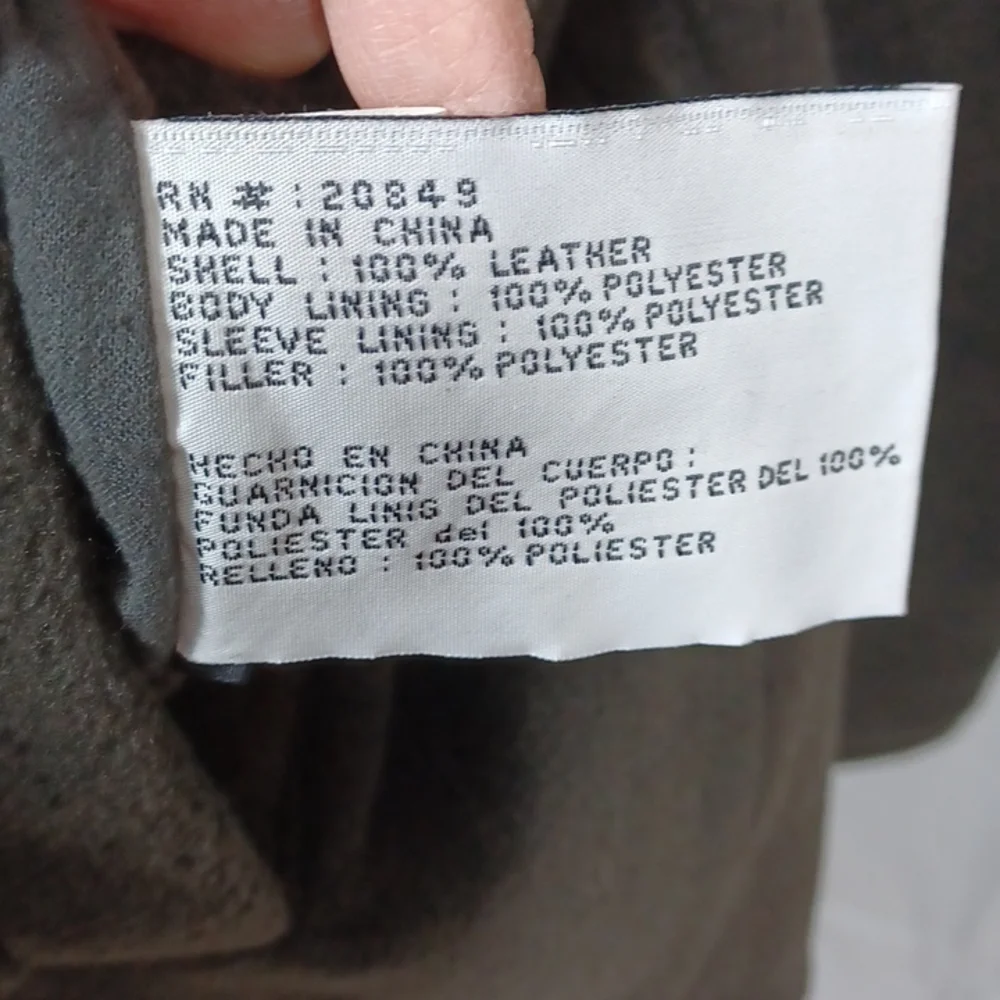 RN #: 20849
MADE IN CHINA
SHELL : 100% LEATHER
BODY LINING : 100% POLYESTER
SLEEVE LINING : 100% POLYESTER
FILLER : 100% POLYESTER
HECHO EN CHINA
GUARNICION DEL CUERPO :
FUNDA LINIG DEL POLIESTER DEL 100%
POLIESTER del 100%
RELLENO : 100% POLIESTER